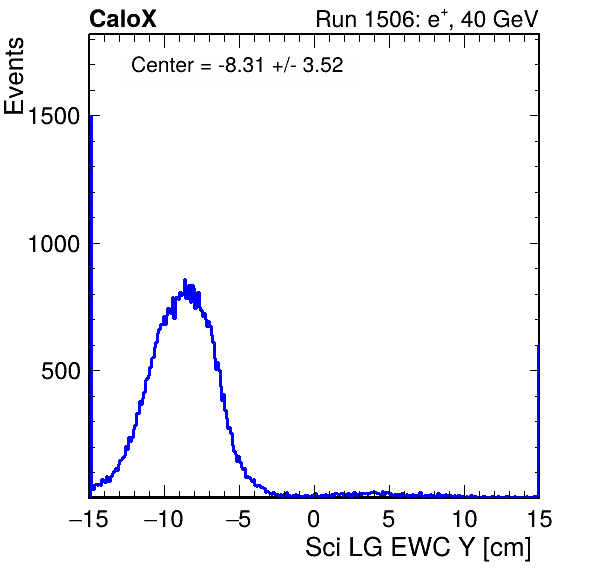 CaloX Run 1506: e⁺, 40 GeV
Center = -8.31 +/- 3.52
Events
1500
1000
500
−15 −10 −5 0 5 10 15
Sci LG EWC Y [cm]